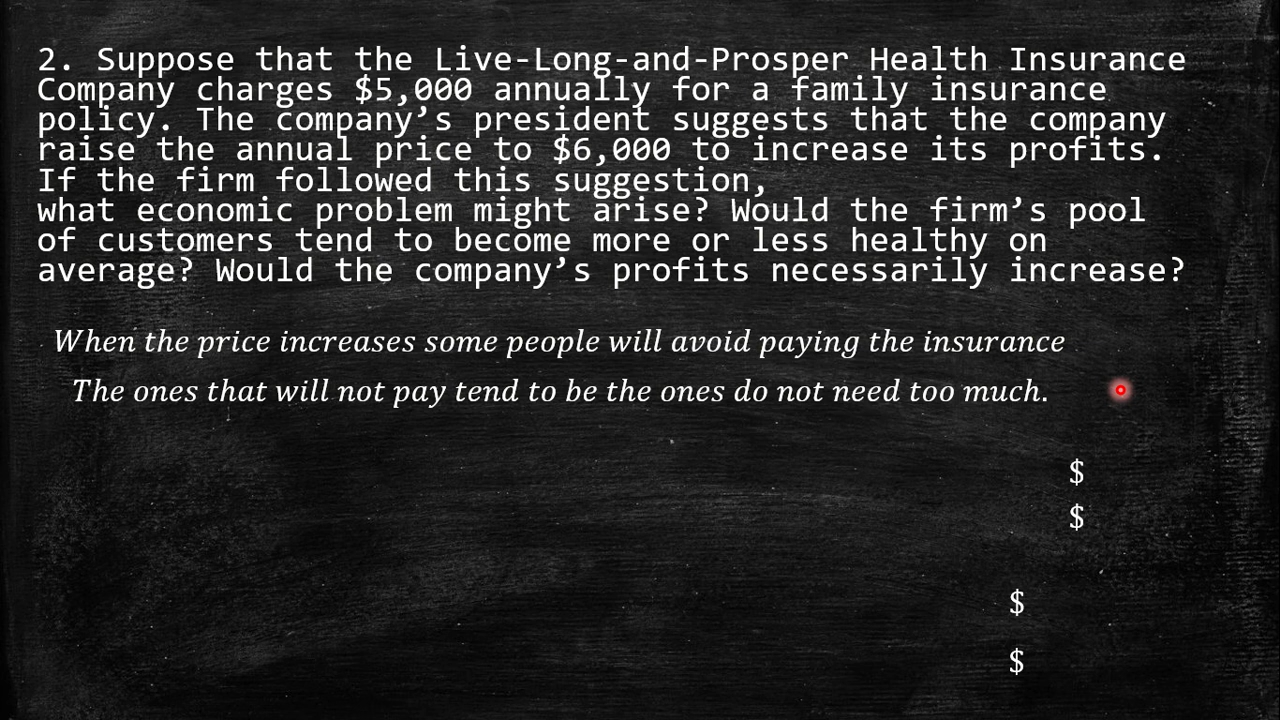 2. Suppose that the Live-Long-and-Prosper Health Insurance
Company charges $5,000 annually for a family insurance
policy. The company’s president suggests that the company
raise the annual price to $6,000 to increase its profits.
If the firm followed this suggestion,
what economic problem might arise? Would the firm’s pool
of customers tend to become more or less healthy on
average? Would the company’s profits necessarily increase?
When the price increases some people will avoid paying the insurance
The ones that will not pay tend to be the ones do not need too much.
$
$
$
$